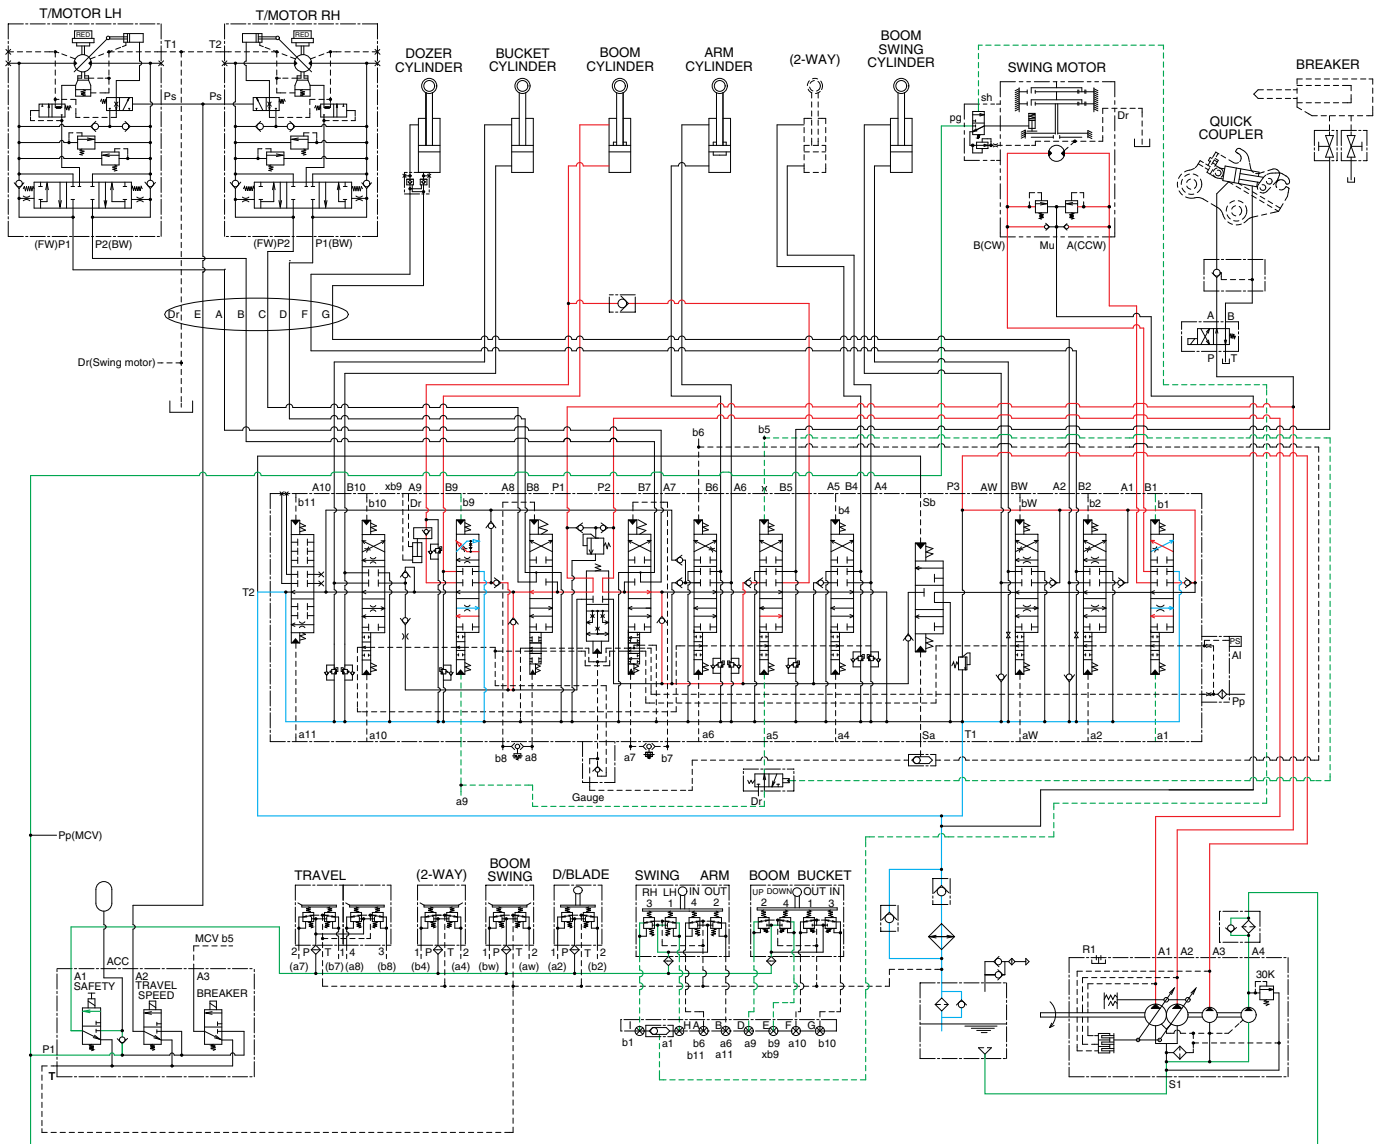 T/MOTOR LH
T/MOTOR RH
RED
RED
T1
T2
Ps
Ps
DOZER
CYLINDER
BUCKET
CYLINDER
BOOM
CYLINDER
ARM
CYLINDER
(2-WAY)
BOOM
SWING
CYLINDER
SWING MOTOR
sh
pg
Dr
BREAKER
QUICK
COUPLER
(FW)P1
P2(BW)
(FW)P2
P1(BW)
B(CW)
Mu
A(CCW)
Dr E A B C D F G
A B
P T
Dr(Swing motor)
b6
b5
A10 B10 xb9 A9 B9 A8 B8 P1 P2 B7 A7 B6 A6 B5 A5 B4 A4 P3 AW BW A2 B2 A1 B1
b11 b10 Dr b9 b4 Sb bW b2 b1
T2
PS
AI
Pp
a11 a10 a6 a5 a4 Sa T1 aW a2 a1
b8 a8 a7 b7
a9
Gauge
Dr
Pp(MCV)
TRAVEL
(2-WAY)
BOOM
SWING
D/BLADE
SWING ARM
BOOM BUCKET
RH LH IN OUT
3 1 4 2
UP DOWN OUT IN
2 4 1 3
2 P T 1 4 3
(a7) (b7) (a8) (b8)
1 P T 2
(b4) (a4)
1 P T 2
(bw) (aw)
1 P T 2
(a2) (b2)
MCV b5
ACC
A1
SAFETY
A2
TRAVEL
SPEED
A3
BREAKER
P1
T
I H A B D E F G
b1 a1 b6 a6 a9 b9 a10 b10
b11 a11 xb9
R1
A1 A2 A3 A4
30K
S1